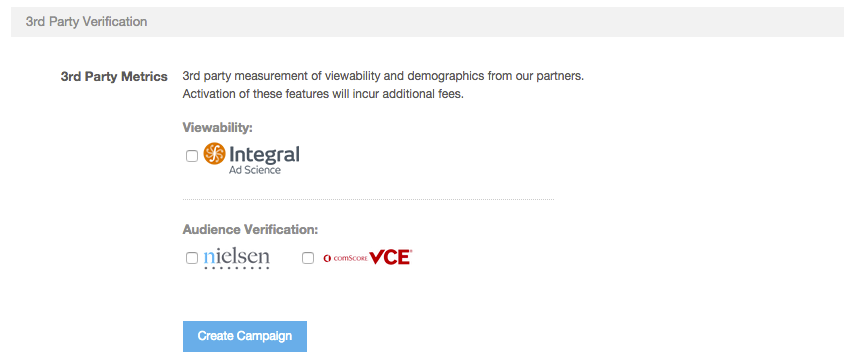 3rd Party Verification
3rd Party Metrics
3rd party measurement of viewability and demographics from our partners.
Activation of these features will incur additional fees.
Viewability:
Integral
Ad Science
Audience Verification:
nielsen
comScore VCE
Create Campaign